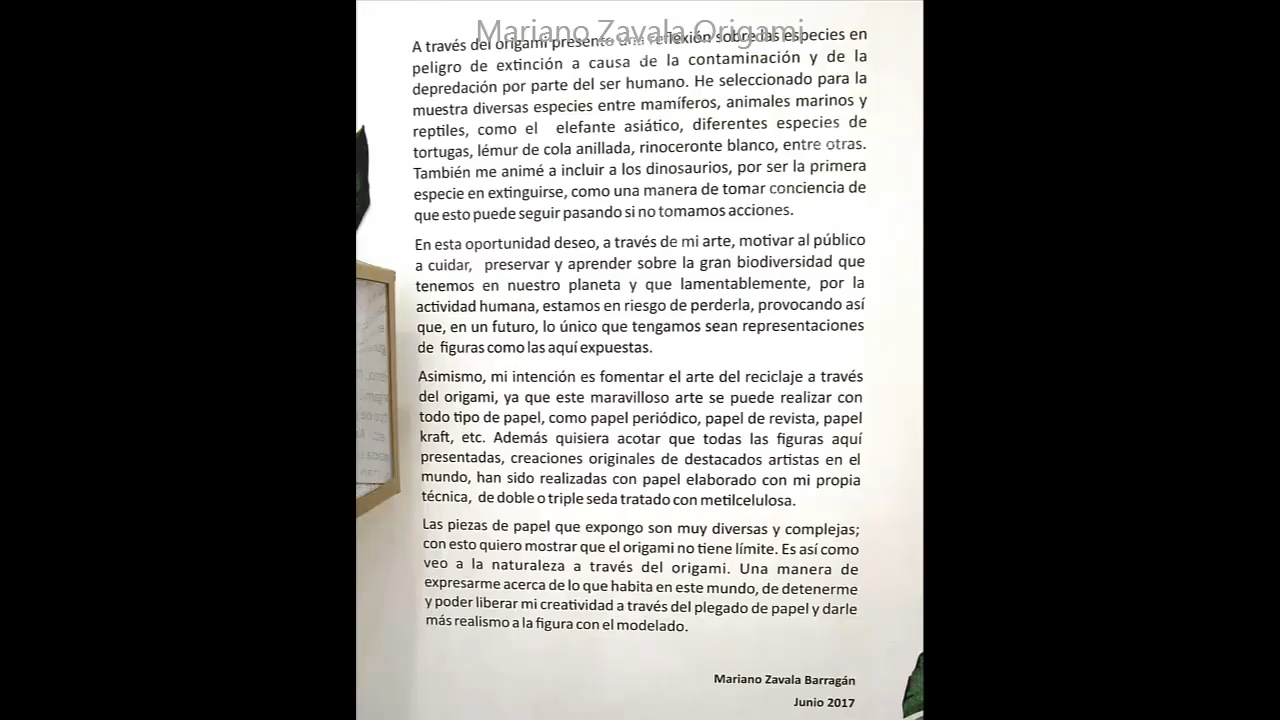 Mariano Zavala Origami
A través del origami presento una reflexión sobre las especies en
peligro de extinción a causa de la contaminación y de la
depredación por parte del ser humano. He seleccionado para la
muestra diversas especies entre mamíferos, animales marinos y
reptiles, como el elefante asiático, diferentes especies de
tortugas, lémur de cola anillada, rinoceronte blanco, entre otras.
También me animé a incluir a los dinosaurios, por ser la primera
especie en extinguirse, como una manera de tomar conciencia de
que esto puede seguir pasando si no tomamos acciones.
En esta oportunidad deseo, a través de mi arte, motivar al público
a cuidar, preservar y aprender sobre la gran biodiversidad que
tenemos en nuestro planeta y que lamentablemente, por la
actividad humana, estamos en riesgo de perderla, provocando así
que, en un futuro, lo único que tengamos sean representaciones
de figuras como las aquí expuestas.
Asimismo, mi intención es fomentar el arte del reciclaje a través
del origami, ya que este maravilloso arte se puede realizar con
todo tipo de papel, como papel periódico, papel de revista, papel
kraft, etc. Además quisiera acotar que todas las figuras aquí
presentadas, creaciones originales de destacados artistas en el
mundo, han sido realizadas con papel elaborado con mi propia
técnica, de doble o triple seda tratado con metilcelulosa.
Las piezas de papel que expongo son muy diversas y complejas;
con esto quiero mostrar que el origami no tiene límite. Es así como
veo a la naturaleza a través del origami. Una manera de
expresarme acerca de lo que habita en este mundo, de detenerme
y poder liberar mi creatividad a través del plegado de papel y darle
más realismo a la figura con el modelado.
Mariano Zavala Barragán
Junio 2017